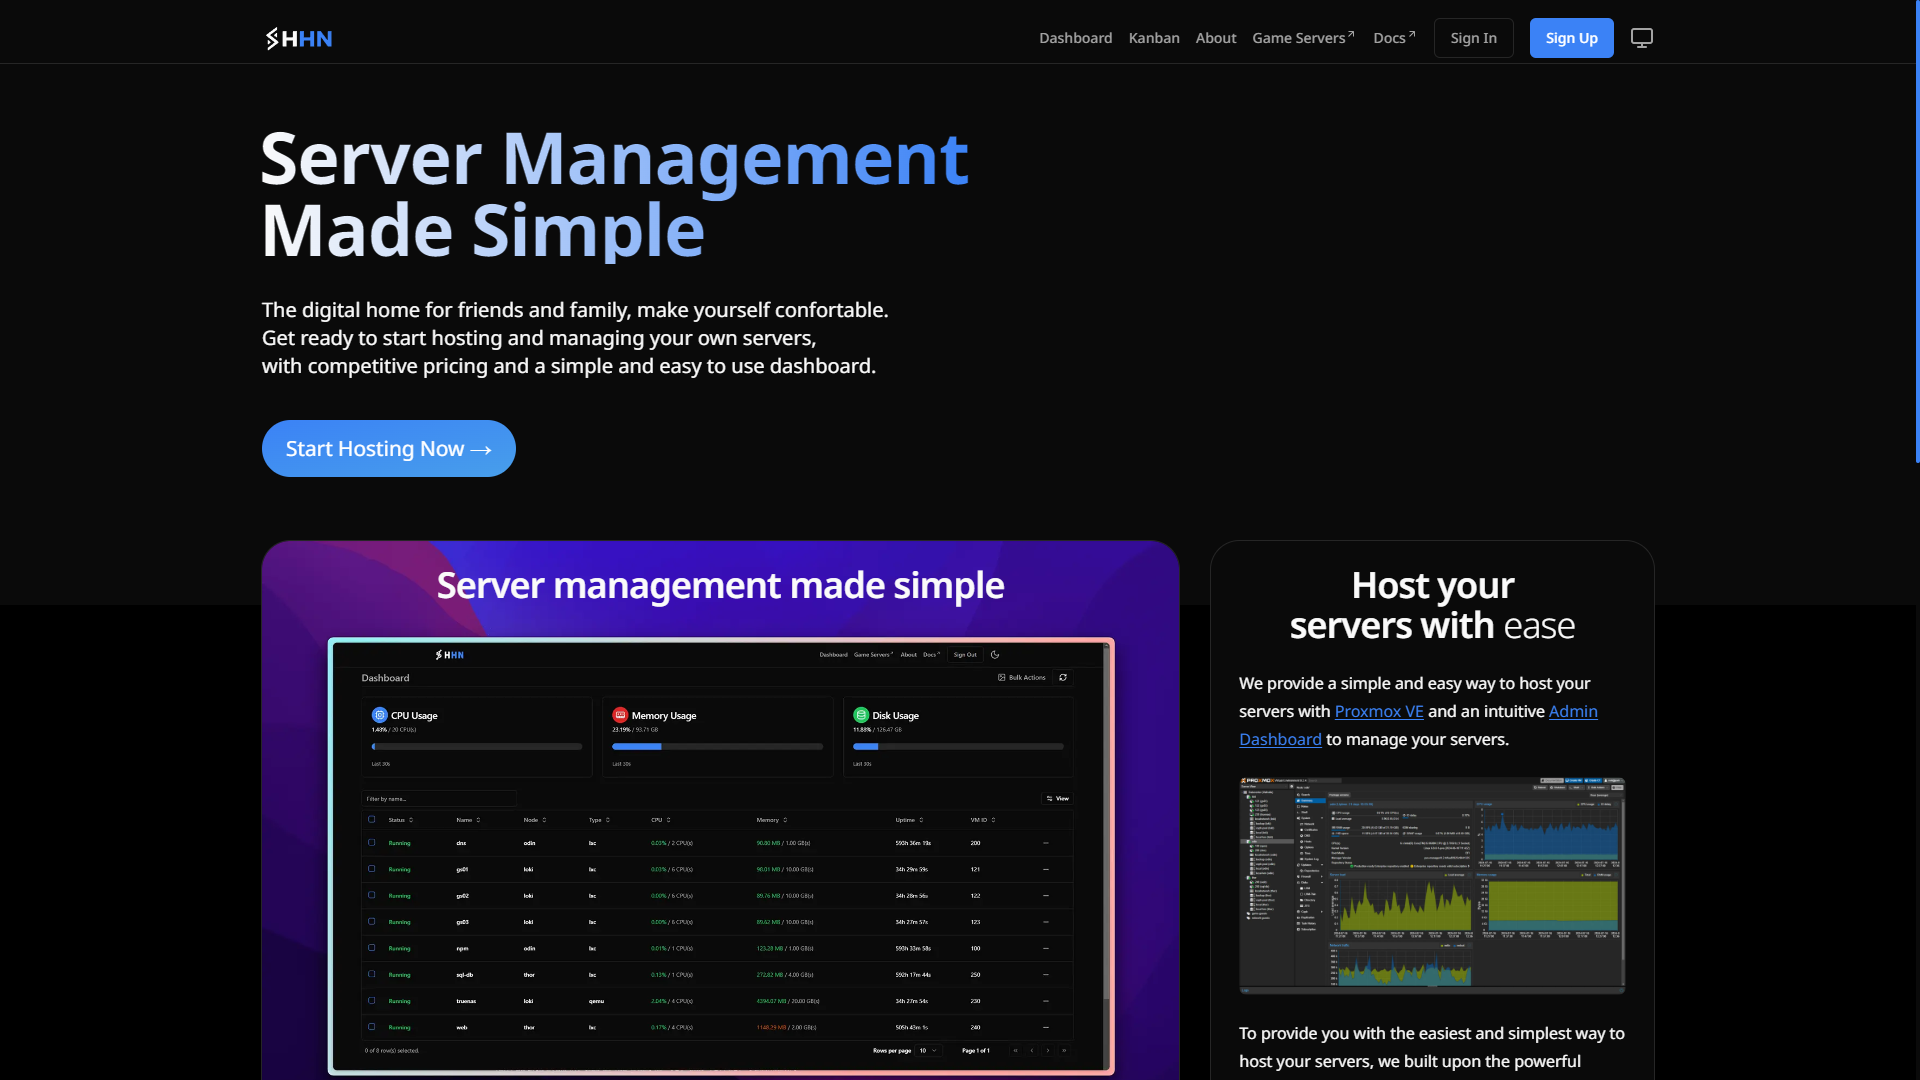 HHN
Dashboard Kanban About Game Servers Docs Sign In Sign Up
Server Management
Made Simple
The digital home for friends and family, make yourself confortable.
Get ready to start hosting and managing your own servers,
with competitive pricing and a simple and easy to use dashboard.
Start Hosting Now →
Server management made simple
HHN
Dashboard Game Servers About Docs Sign Out
Dashboard
Bulk Actions
CPU Usage
1.43% / 20 CPU(s)
Last 30s
Memory Usage
23.19% / 93.71 GB
Last 30s
Disk Usage
11.88% / 126.47 GB
Last 30s
Filter by name...
View
Status Name Node Type CPU Memory Uptime VM ID
Running dns odin lxc 0.03% / 2 CPU(s) 90.80 MB / 1.00 GB(s) 593h 36m 19s 200
Running gs01 loki lxc 0.03% / 6 CPU(s) 90.01 MB / 10.00 GB(s) 34h 29m 59s 121
Running gs02 loki lxc 0.00% / 6 CPU(s) 89.76 MB / 10.00 GB(s) 34h 28m 56s 122
Running gs03 loki lxc 0.00% / 6 CPU(s) 89.62 MB / 10.00 GB(s) 34h 27m 57s 123
Running npm odin lxc 0.01% / 1 CPU(s) 123.28 MB / 1.00 GB(s) 593h 33m 58s 100
Running sql-db thor lxc 0.13% / 1 CPU(s) 272.82 MB / 4.00 GB(s) 592h 17m 44s 250
Running truenas loki qemu 2.04% / 4 CPU(s) 4394.07 MB / 20.00 GB(s) 34h 27m 54s 230
Running web thor lxc 0.17% / 4 CPU(s) 1148.29 MB / 2.00 GB(s) 505h 43m 1s 240
0 of 8 row(s) selected.
Rows per page 10 Page 1 of 1
Host your
servers with ease
We provide a simple and easy way to host your
servers with Proxmox VE and an intuitive Admin
Dashboard to manage your servers.
PROXMOX
To provide you with the easiest and simplest way to
host your servers, we built upon the powerful